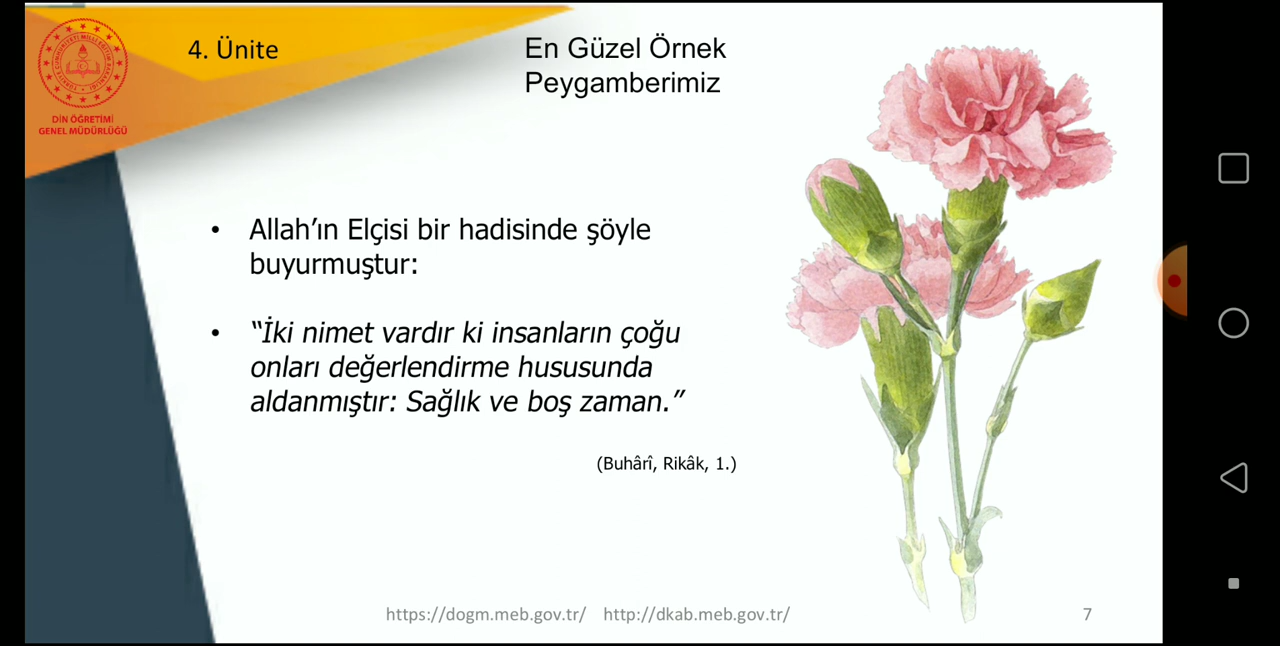 4. Ünite
En Güzel Örnek
Peygamberimiz
DİN ÖĞRETİMİ
GENEL MÜDÜRLÜĞÜ
• Allah’ın Elçisi bir hadisinde şöyle
buyurmuştur:
• “İki nimet vardır ki insanların çoğu
onları değerlendirme hususunda
aldanmıştır: Sağlık ve boş zaman.”
(Buhârî, Rikâk, 1.)
https://dogm.meb.gov.tr/ http://dkab.meb.gov.tr/
7